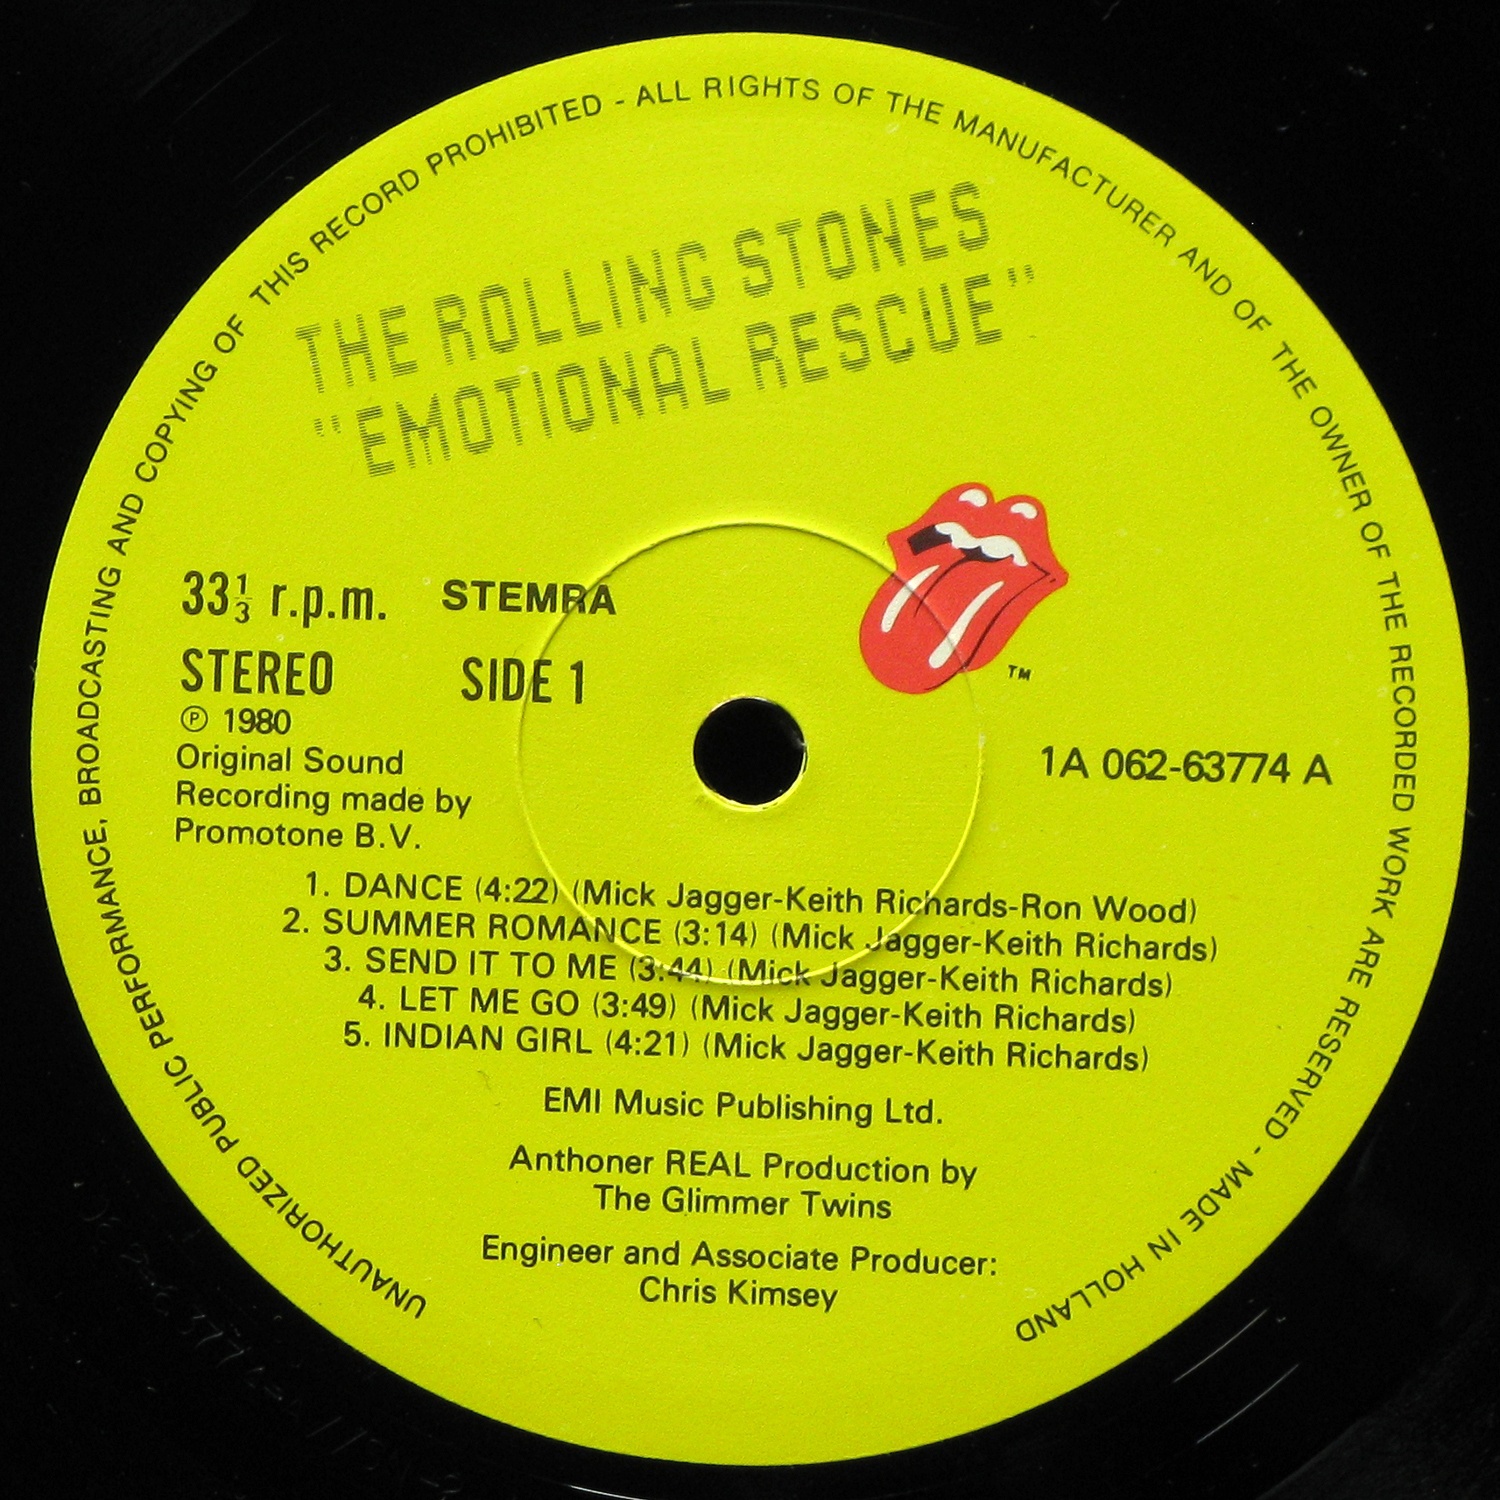 UNAUTHORIZED PUBLIC PERFORMANCE, BROADCASTING AND COPYING OF THIS RECORD PROHIBITED - ALL RIGHTS OF THE MANUFACTURER AND OF THE OWNER OF THE RECORDED WORK ARE RESERVED - MADE IN HOLLAND
THE ROLLING STONES
"EMOTIONAL RESCUE"
33⅓ r.p.m. STEMRA
TM
STEREO SIDE 1
℗ 1980
Original Sound
Recording made by
Promotone B.V.
1A 062-63774 A
1. DANCE (4:22) (Mick Jagger-Keith Richards-Ron Wood)
2. SUMMER ROMANCE (3:14) (Mick Jagger-Keith Richards)
3. SEND IT TO ME (3:44) (Mick Jagger-Keith Richards)
4. LET ME GO (3:49) (Mick Jagger-Keith Richards)
5. INDIAN GIRL (4:21) (Mick Jagger-Keith Richards)
EMI Music Publishing Ltd.
Anthoner REAL Production by
The Glimmer Twins
Engineer and Associate Producer:
Chris Kimsey